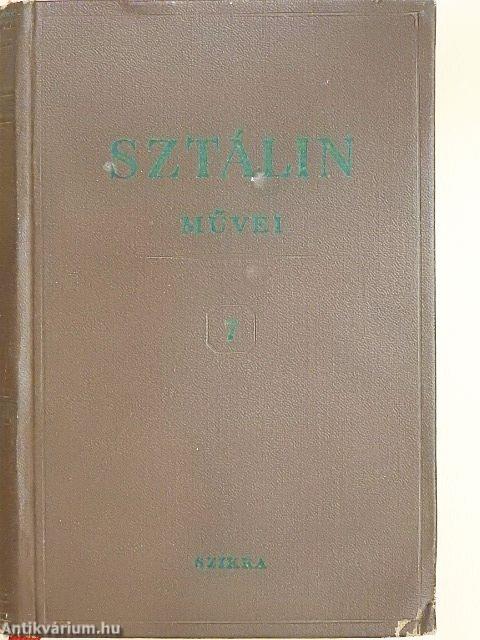 SZTÁLIN
MŰVEI
7
SZIKRA
Antikvárium.hu